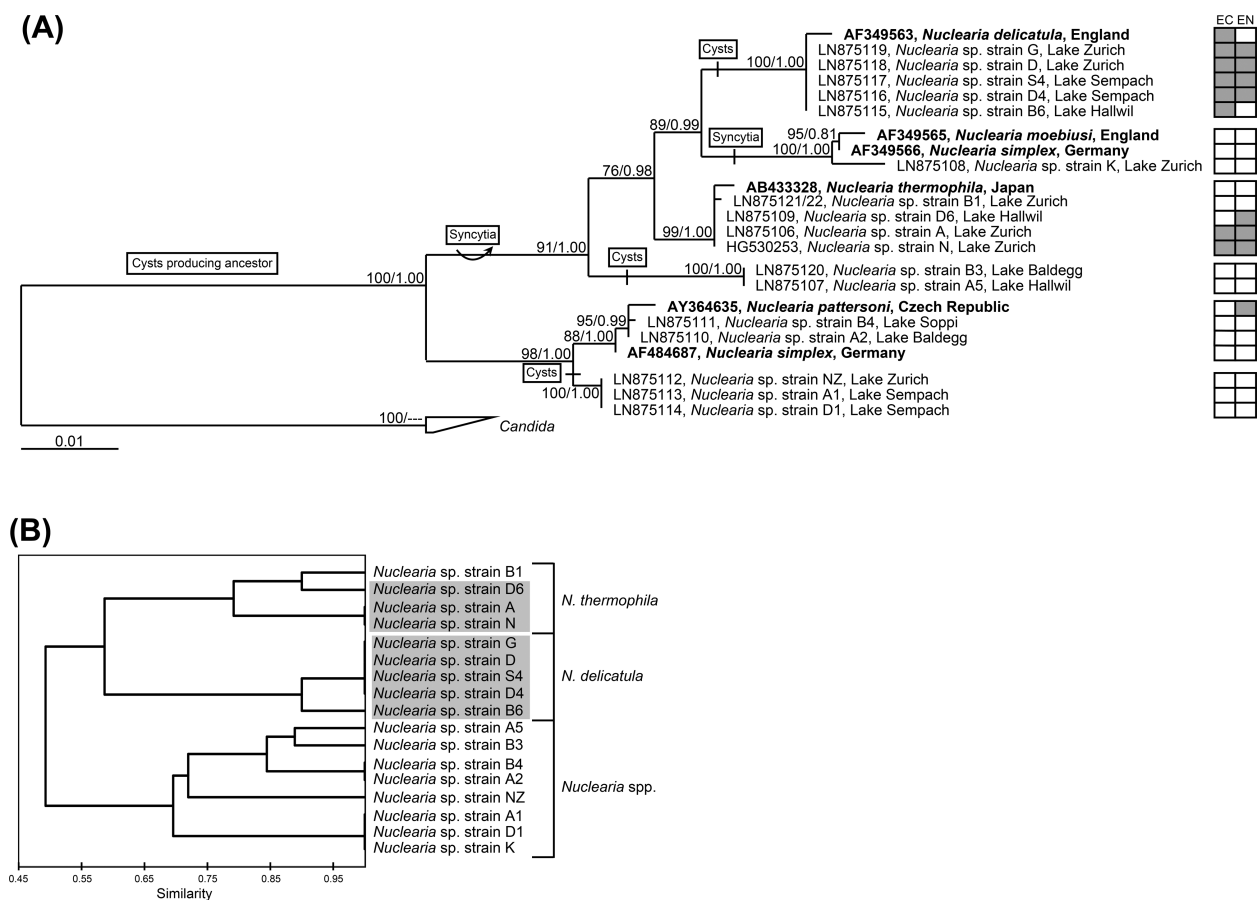 (A)
EC EN
AF349563, Nuclearia delicatula, England
Cysts
LN875119, Nuclearia sp. strain G, Lake Zurich
100/1.00
LN875118, Nuclearia sp. strain D, Lake Zurich
LN875117, Nuclearia sp. strain S4, Lake Sempach
LN875116, Nuclearia sp. strain D4, Lake Sempach
LN875115, Nuclearia sp. strain B6, Lake Hallwil
89/0.99
Syncytia
95/0.81
AF349565, Nuclearia moebiusi, England
100/1.00
AF349566, Nuclearia simplex, Germany
LN875108, Nuclearia sp. strain K, Lake Zurich
76/0.98
AB433328, Nuclearia thermophila, Japan
LN875121/22, Nuclearia sp. strain B1, Lake Zurich
LN875109, Nuclearia sp. strain D6, Lake Hallwil
99/1.00
LN875106, Nuclearia sp. strain A, Lake Zurich
HG530253, Nuclearia sp. strain N, Lake Zurich
Syncytia
91/1.00
Cysts
Cysts producing ancestor
100/1.00
100/1.00
LN875120, Nuclearia sp. strain B3, Lake Baldegg
LN875107, Nuclearia sp. strain A5, Lake Hallwil
AY364635, Nuclearia pattersoni, Czech Republic
95/0.99
LN875111, Nuclearia sp. strain B4, Lake Soppi
88/1.00
LN875110, Nuclearia sp. strain A2, Lake Baldegg
98/1.00
AF484687, Nuclearia simplex, Germany
Cysts
LN875112, Nuclearia sp. strain NZ, Lake Zurich
100/1.00
LN875113, Nuclearia sp. strain A1, Lake Sempach
LN875114, Nuclearia sp. strain D1, Lake Sempach
100/---
Candida
0.01
(B)
Nuclearia sp. strain B1
Nuclearia sp. strain D6
N. thermophila
Nuclearia sp. strain A
Nuclearia sp. strain N
Nuclearia sp. strain G
Nuclearia sp. strain D
Nuclearia sp. strain S4
N. delicatula
Nuclearia sp. strain D4
Nuclearia sp. strain B6
Nuclearia sp. strain A5
Nuclearia sp. strain B3
Nuclearia sp. strain B4
Nuclearia sp. strain A2
Nuclearia spp.
Nuclearia sp. strain NZ
Nuclearia sp. strain A1
Nuclearia sp. strain D1
Nuclearia sp. strain K
0.45 0.55 0.65 0.75 0.85 0.95
Similarity